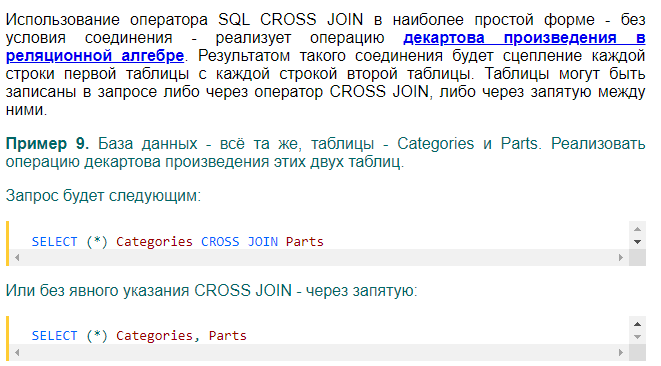 Использование оператора SQL CROSS JOIN в наиболее простой форме - без
условия соединения - реализует операцию декартова произведения в
реляционной алгебре. Результатом такого соединения будет сцепление каждой
строки первой таблицы с каждой строкой второй таблицы. Таблицы могут быть
записаны в запросе либо через оператор CROSS JOIN, либо через запятую между
ними.
Пример 9. База данных - всё та же, таблицы - Categories и Parts. Реализовать
операцию декартова произведения этих двух таблиц.
Запрос будет следующим:
SELECT (*) Categories CROSS JOIN Parts
Или без явного указания CROSS JOIN - через запятую:
SELECT (*) Categories, Parts